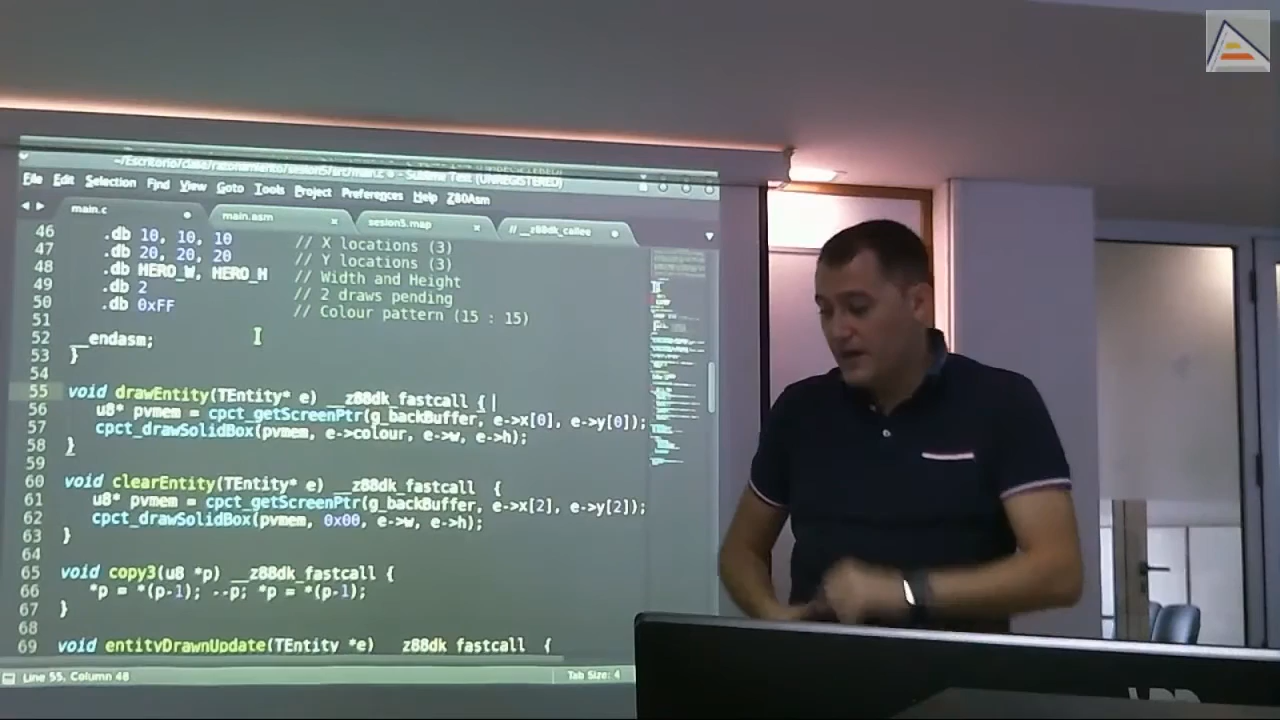 ~/Escritorio/clase/razonamiento/sesion5/src/main.c • - Sublime Text (UNREGISTERED)
File Edit Selection Find View Goto Tools Project Preferences Help Z80Asm
main.c main.asm sesion5.map // __z88dk_callee
46 .db 10, 10, 10 // X locations (3)
47 .db 20, 20, 20 // Y locations (3)
48 .db HERO_W, HERO_H // Width and Height
49 .db 2 // 2 draws pending
50 .db 0xFF // Colour pattern (15 : 15)
51
52 __endasm;
53 }
54
55 void drawEntity(TEntity* e) __z88dk_fastcall {
56 u8* pvmem = cpct_getScreenPtr(g_backBuffer, e->x[0], e->y[0]);
57 cpct_drawSolidBox(pvmem, e->colour, e->w, e->h);
58 }
59
60 void clearEntity(TEntity* e) __z88dk_fastcall {
61 u8* pvmem = cpct_getScreenPtr(g_backBuffer, e->x[2], e->y[2]);
62 cpct_drawSolidBox(pvmem, 0x00, e->w, e->h);
63 }
64
65 void copy3(u8 *p) __z88dk_fastcall {
66 *p = *(p-1); --p; *p = *(p-1);
67 }
68
69 void entityDrawnUpdate(TEntity *e) __z88dk_fastcall {
Line 55, Column 48 Tab Size: 4